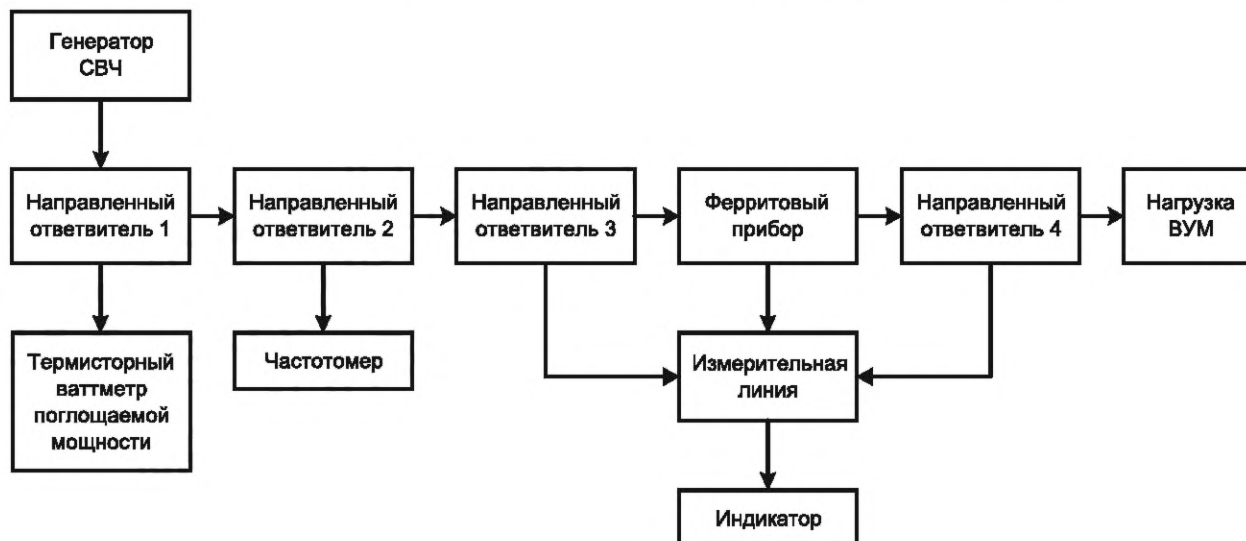 Генератор
СВЧ
Направленный
ответвитель 1
Направленный
ответвитель 2
Направленный
ответвитель 3
Ферритовый
прибор
Направленный
ответвитель 4
Нагрузка
ВУМ
Термисторный
ваттметр
поглощаемой
мощности
Частотомер
Измерительная
линия
Индикатор